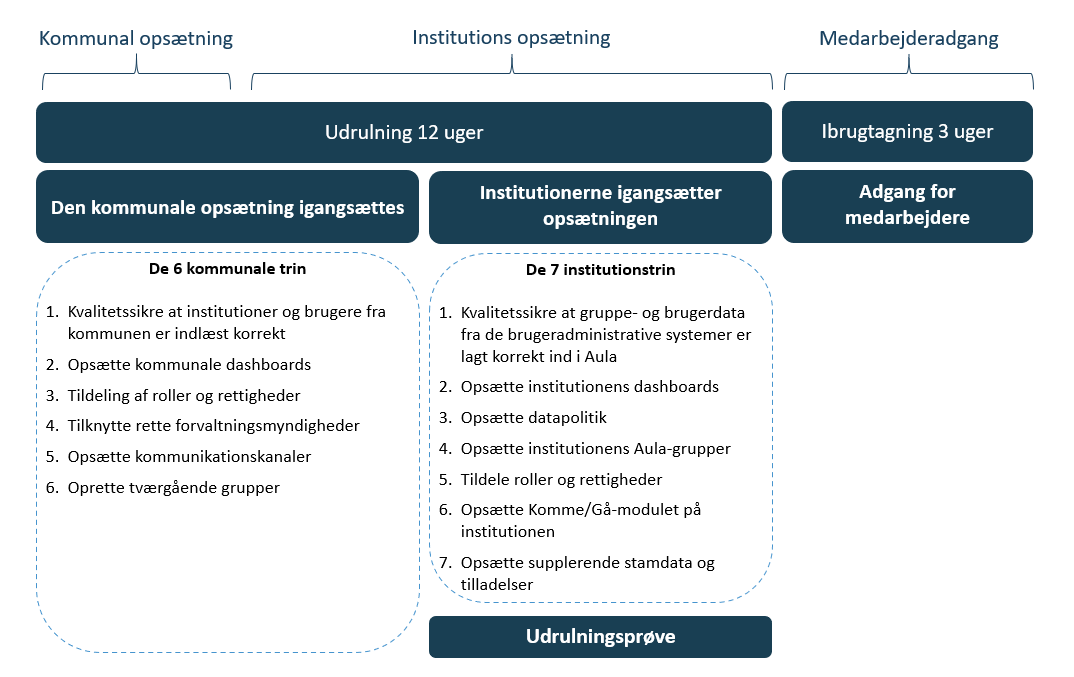 Kommunal opsætning
Institutions opsætning
Medarbejderadgang
Udrulning 12 uger
Ibrugtagning 3 uger
Den kommunale opsætning igangsættes
Institutionerne igangsætter
opsætningen
Adgang for
medarbejdere
De 6 kommunale trin
1. Kvalitetssikre at institutioner og brugere fra
kommunen er indlæst korrekt
2. Opsætte kommunale dashboards
3. Tildeling af roller og rettigheder
4. Tilknytte rette forvaltningsmyndigheder
5. Opsætte kommunikationskanaler
6. Oprette tværgående grupper
De 7 institutionstrin
1. Kvalitetssikre at gruppe- og brugerdata
fra de brugeradministrative systemer er
lagt korrekt ind i Aula
2. Opsætte institutionens dashboards
3. Opsætte datapolitik
4. Opsætte institutionens Aula-grupper
5. Tildele roller og rettigheder
6. Opsætte Komme/Gå-modulet på
institutionen
7. Opsætte supplerende stamdata og
tilladelser
Udrulningsprøve